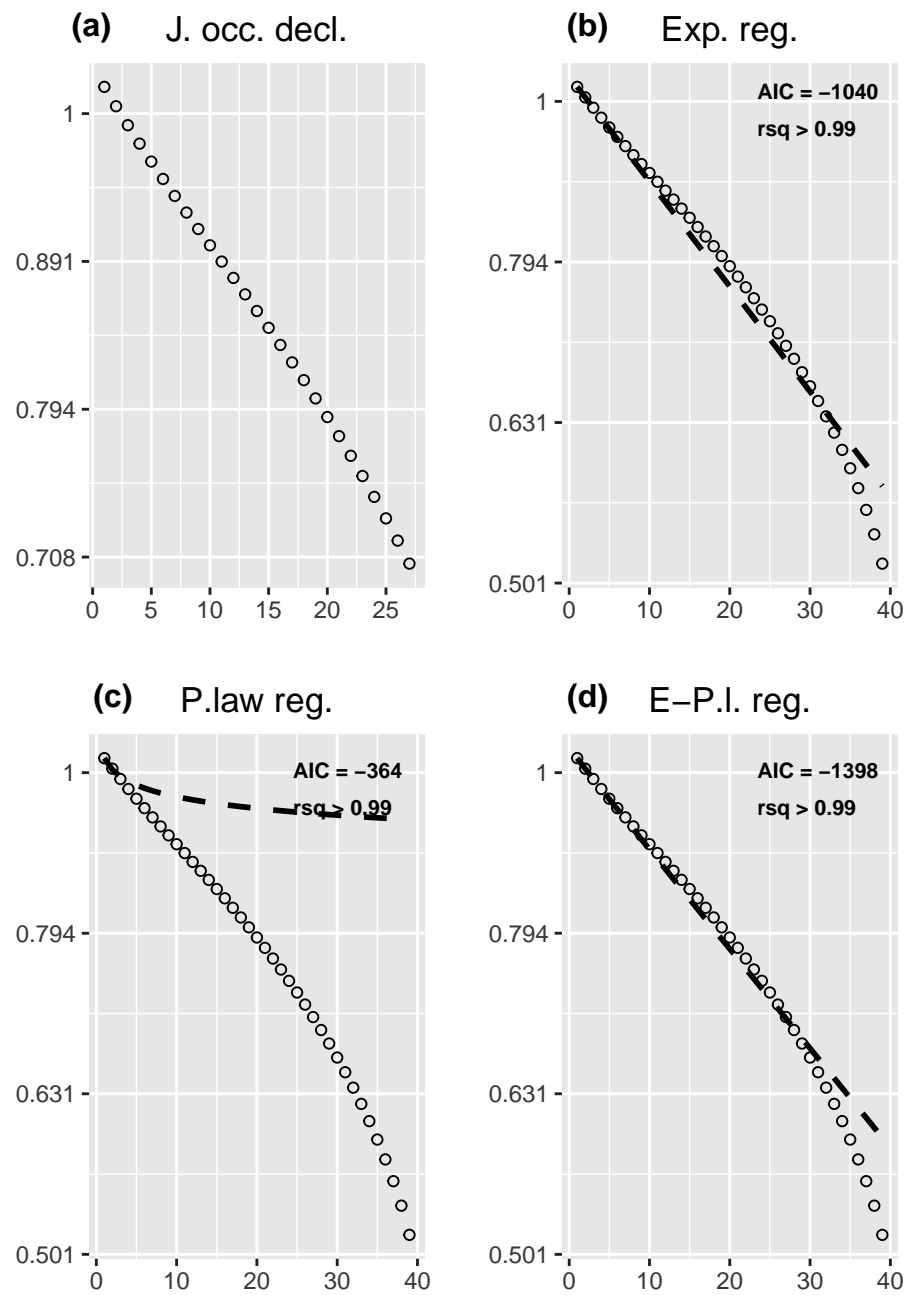 (a) J. occ. decl.
1
0.891
0.794
0.708
0 5 10 15 20 25
(b) Exp. reg.
AIC = −1040
rsq > 0.99
1
0.794
0.631
0.501
0 10 20 30 40
(c) P.law reg.
AIC = −364
rsq > 0.99
1
0.794
0.631
0.501
0 10 20 30 40
(d) E−P.l. reg.
AIC = −1398
rsq > 0.99
1
0.794
0.631
0.501
0 10 20 30 40